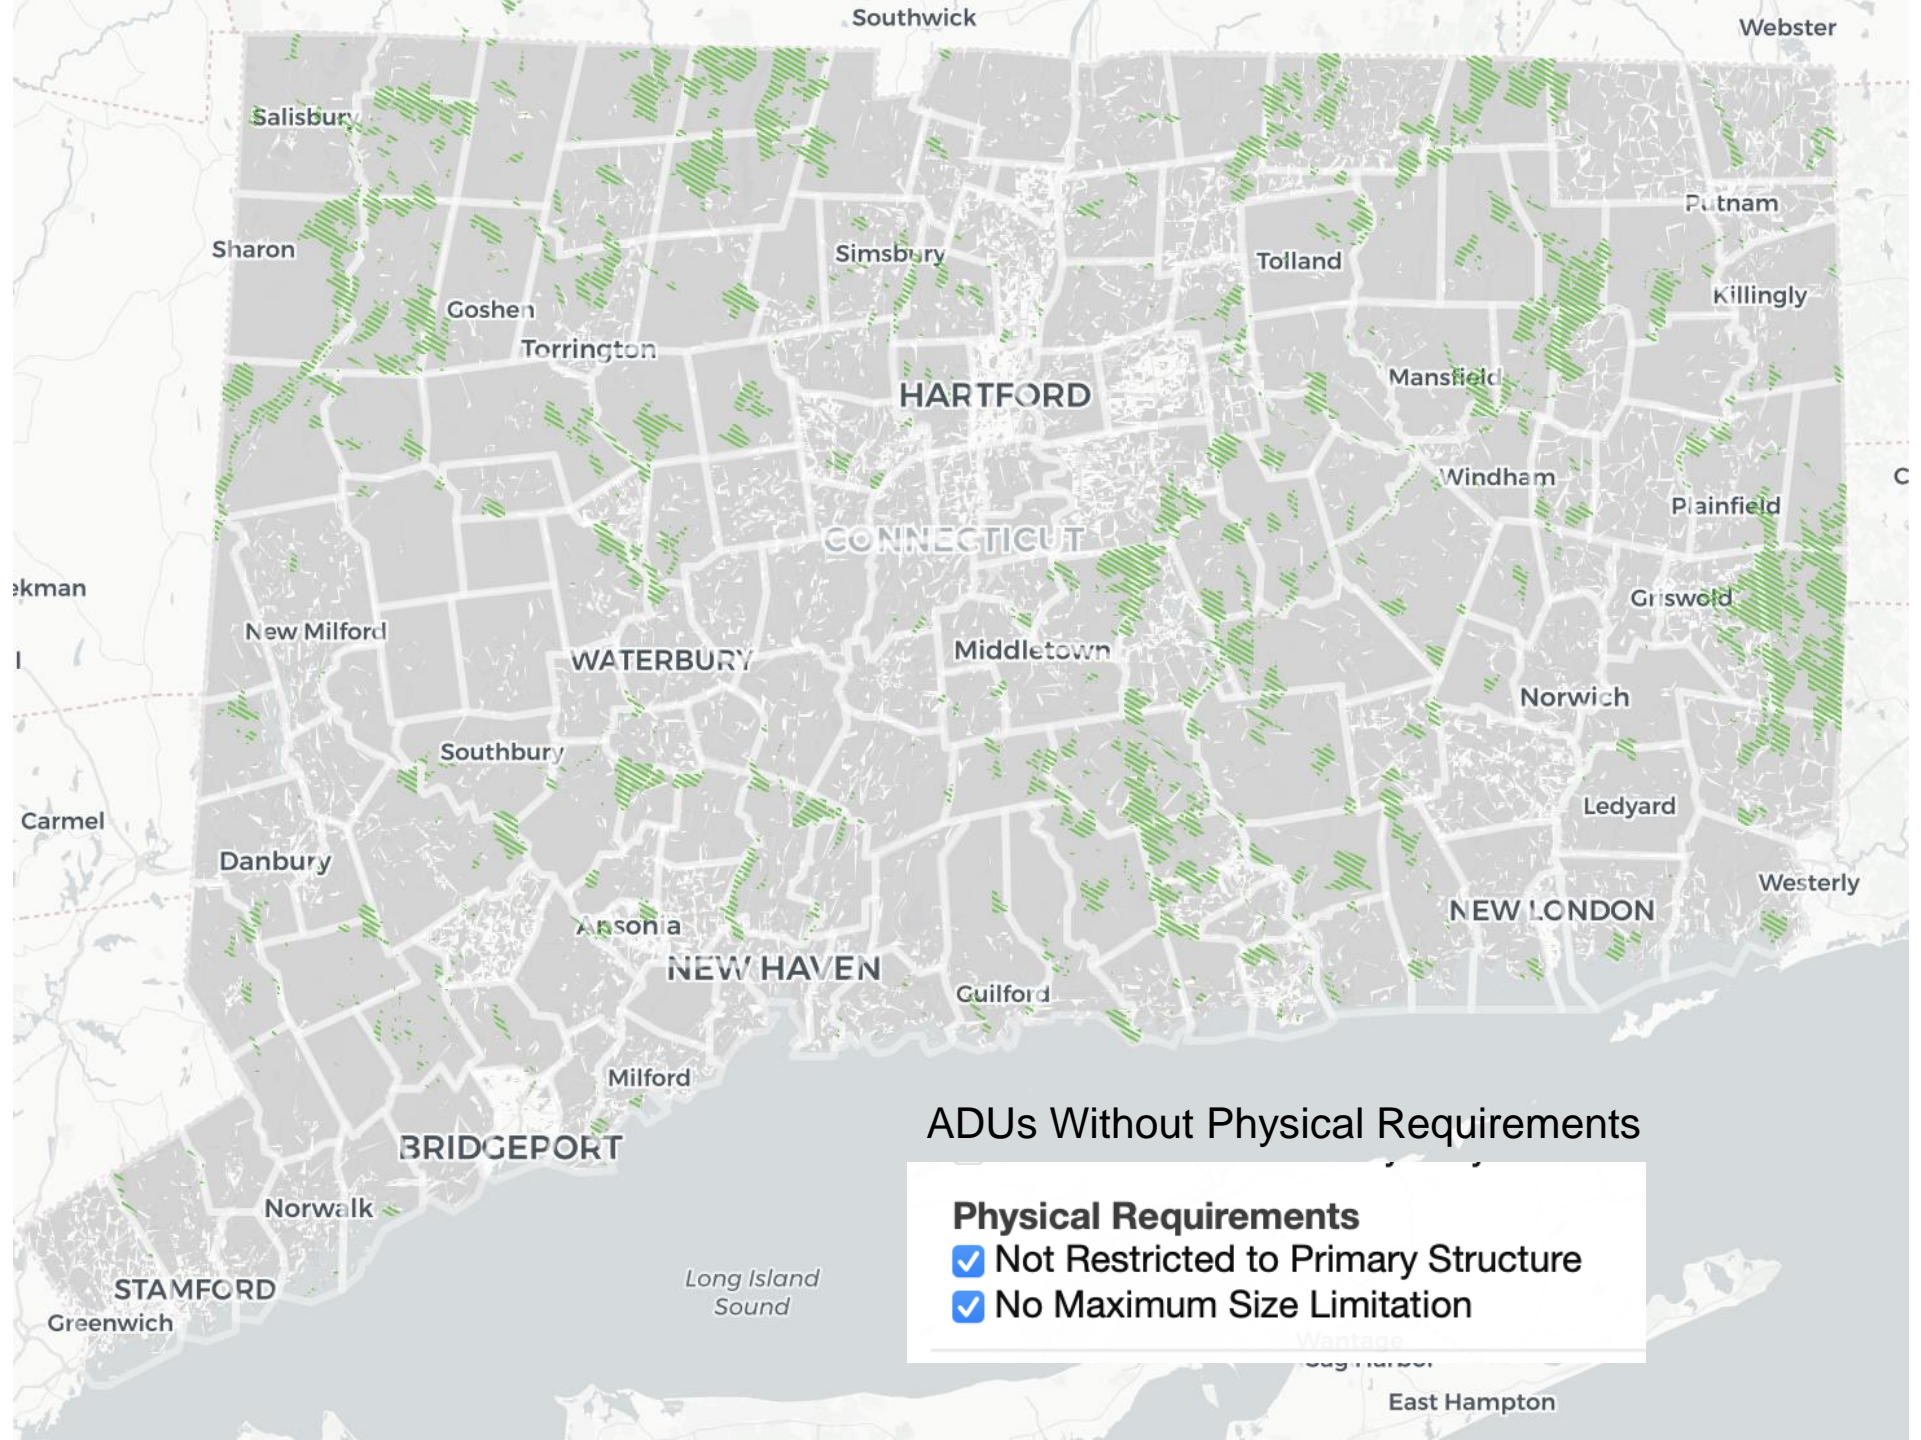 Southwick
Webster
Salisbury
Putnam
Sharon
Simsbury
Tolland
Killingly
Goshen
Torrington
Mansfield
HARTFORD
Windham
Plainfield
C
CONNECTICUT
ekman
Griswold
New Milford
Middletown
WATERBURY
l
Norwich
Southbury
Ledyard
Carmel
Danbury
Westerly
NEW LONDON
Ansonia
NEW HAVEN
Guilford
Milford
ADUs Without Physical Requirements
BRIDGEPORT
Norwalk
Physical Requirements
Not Restricted to Primary Structure
No Maximum Size Limitation
Long Island
Sound
STAMFORD
Greenwich
Wantage
Sag Harbor
East Hampton